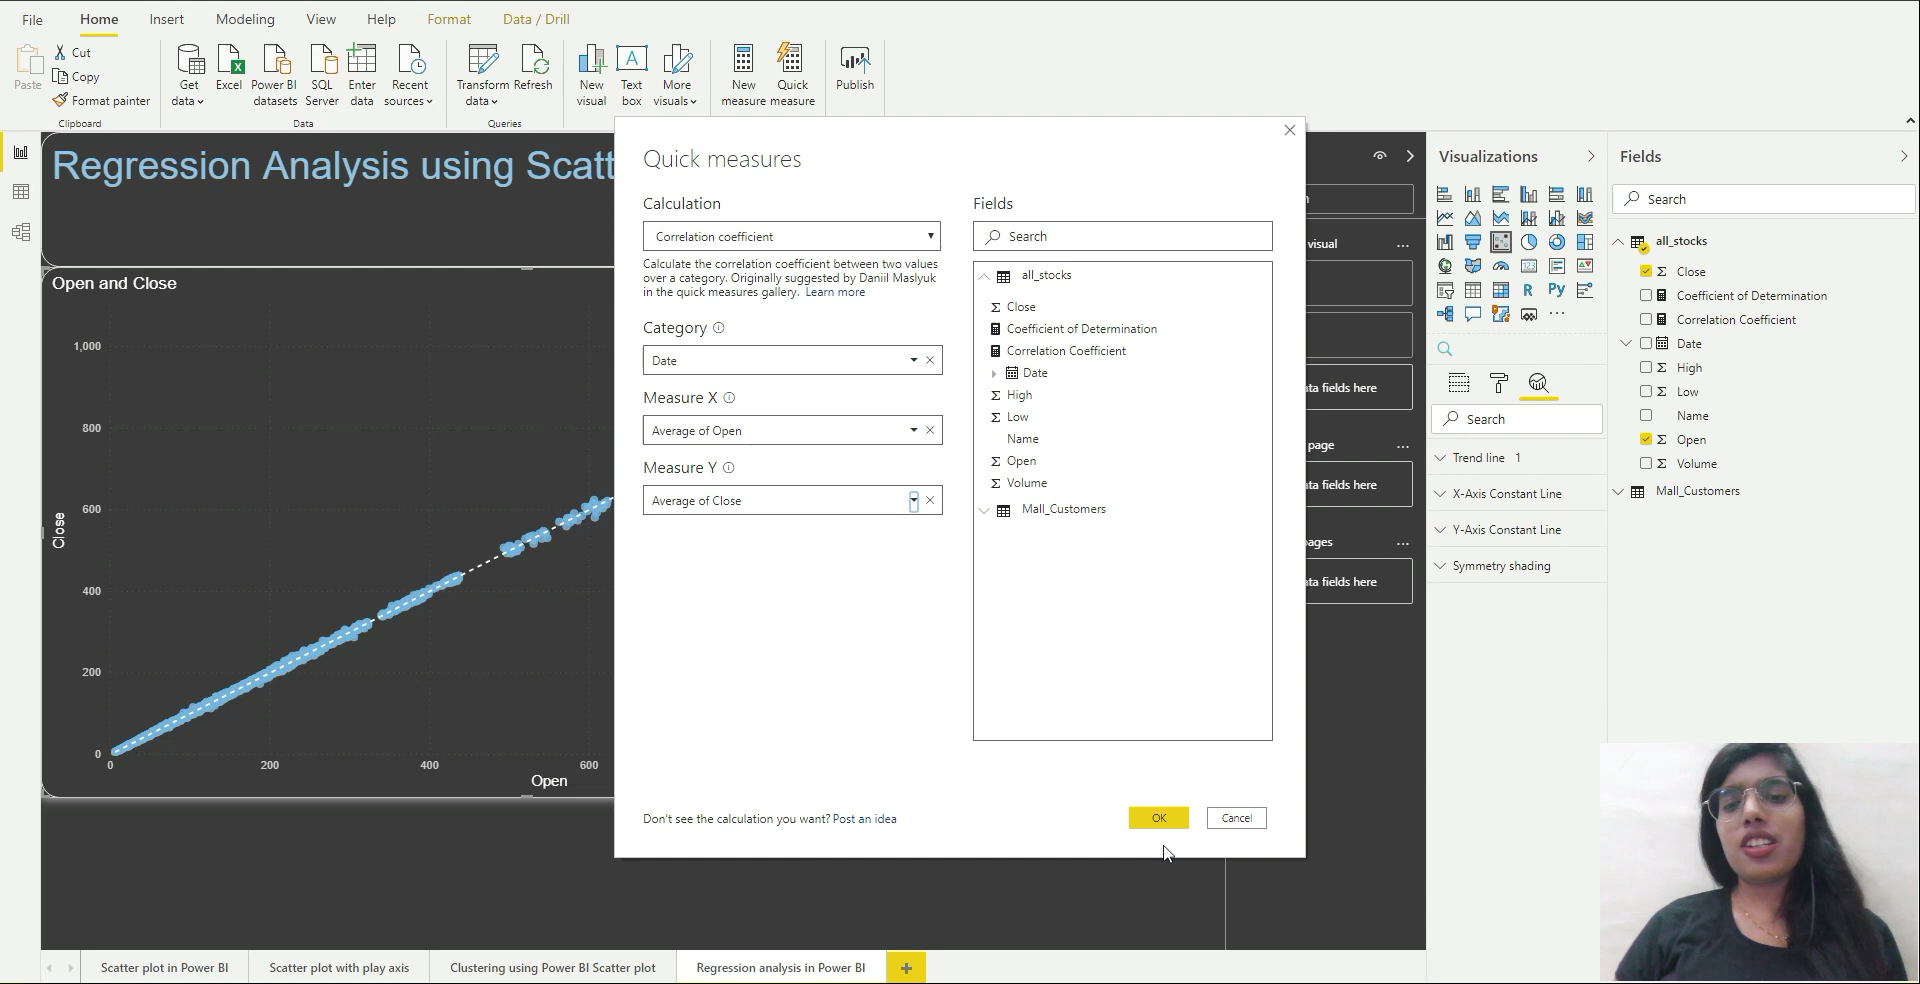 File Home Insert Modeling View Help Format Data / Drill
Paste
Cut
Copy
Format painter
Clipboard
Get data
Excel
Power BI datasets
SQL Server
Enter data
Recent sources
Data
Transform data
Refresh
Queries
New visual
Text box
More visuals
New measure
Quick measure
Publish
Regression Analysis using Scatt
Open and Close
1,000
800
600
400
200
0
Close
0 200 400 600
Open
Quick measures
Calculation
Correlation coefficient
Calculate the correlation coefficient between two values
over a category. Originally suggested by Daniil Maslyuk
in the quick measures gallery. Learn more
Category
Date
Measure X
Average of Open
Measure Y
Average of Close
Fields
Search
all_stocks
Close
Coefficient of Determination
Correlation Coefficient
Date
High
Low
Name
Open
Volume
Mall_Customers
Don't see the calculation you want? Post an idea
OK
Cancel
visual ...
ta fields here
page ...
ta fields here
ages ...
ta fields here
Visualizations
R Py
...
Search
Trend line 1
X-Axis Constant Line
Y-Axis Constant Line
Symmetry shading
Fields
Search
all_stocks
Close
Coefficient of Determination
Correlation Coefficient
Date
High
Low
Name
Open
Volume
Mall_Customers
Scatter plot in Power BI
Scatter plot with play axis
Clustering using Power BI Scatter plot
Regression analysis in Power BI
+